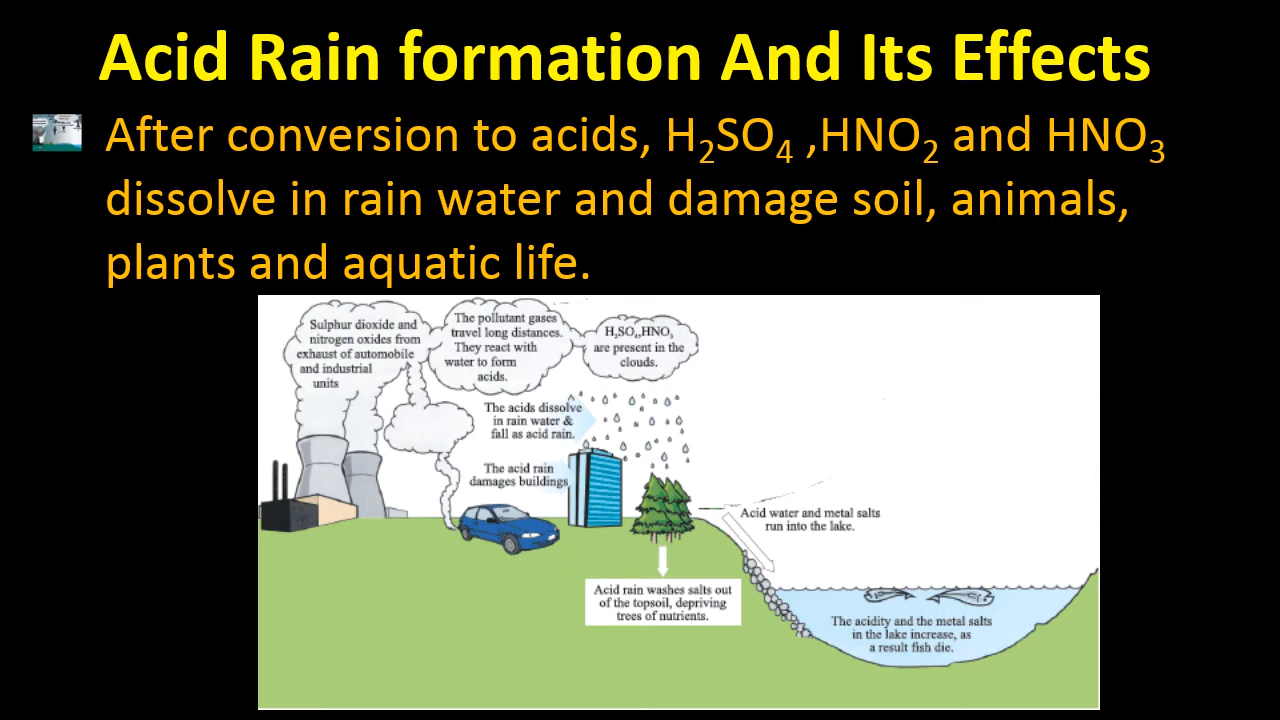 Acid Rain formation And Its Effects
After conversion to acids, H₂SO₄ ,HNO₂ and HNO₃
dissolve in rain water and damage soil, animals,
plants and aquatic life.
Sulphur dioxide and
nitrogen oxides from
exhaust of automobile
and industrial
units
The pollutant gases
travel long distances.
They react with
water to form
acids.
H₂SO₄,HNO₃
are present in the
clouds.
The acids dissolve
in rain water &
fall as acid rain.
The acid rain
damages buildings
Acid water and metal salts
run into the lake.
Acid rain washes salts out
of the topsoil, depriving
trees of nutrients.
The acidity and the metal salts
in the lake increase, as
a result fish die.